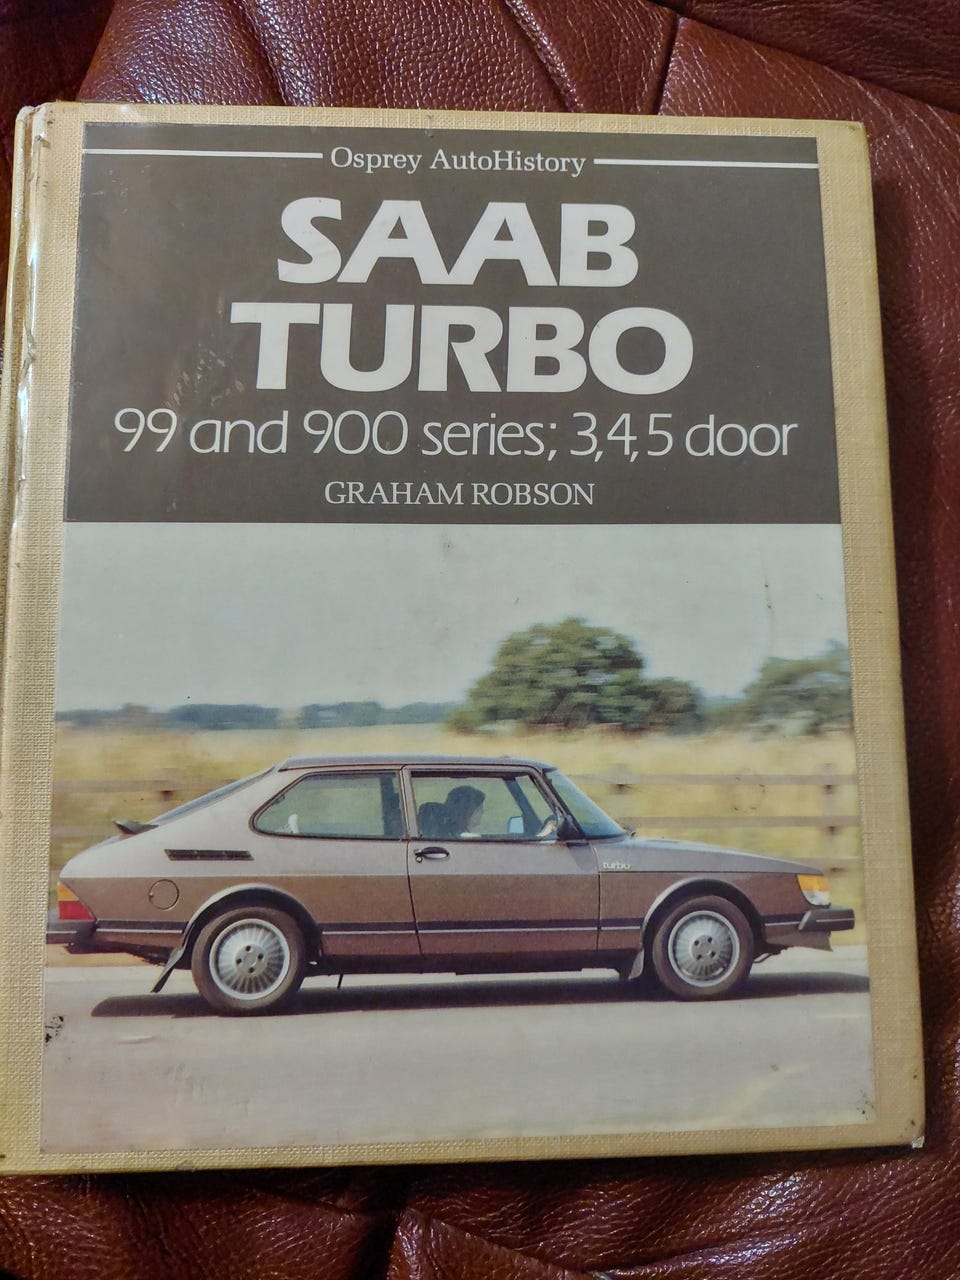 Osprey AutoHistory
SAAB
TURBO
99 and 900 series; 3,4,5 door
GRAHAM ROBSON
turbo